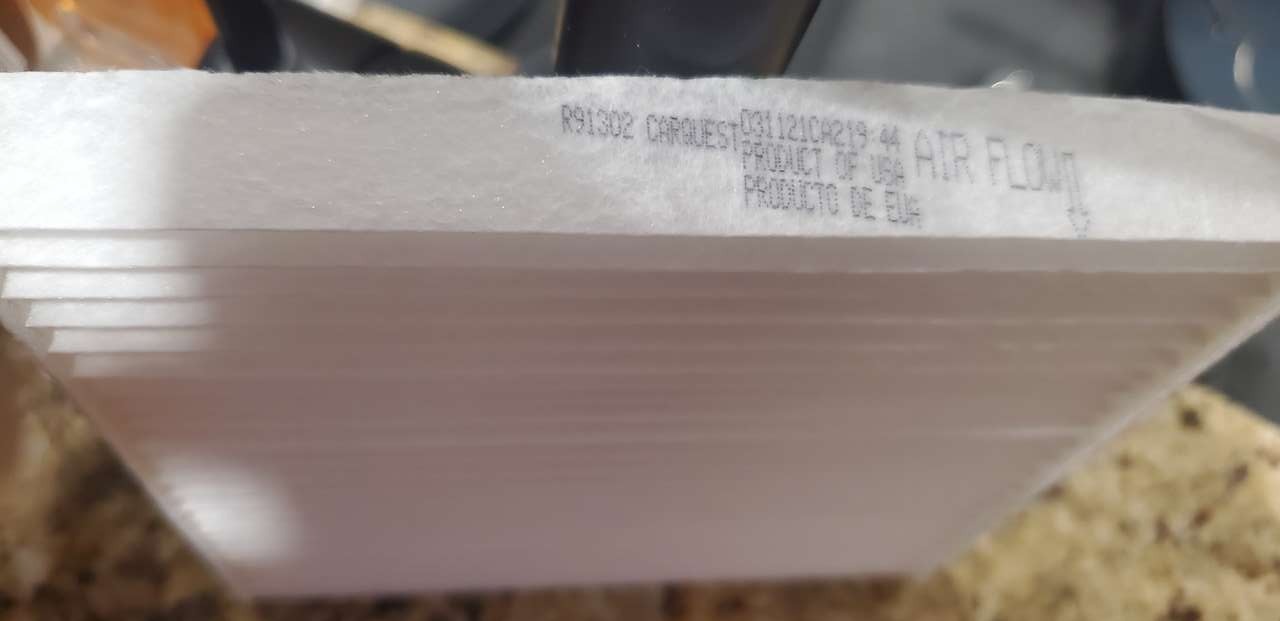 R91302 CARQUEST
031121CA219 44
PRODUCT OF USA
PRODUCTO DE EUA
AIR FLOW